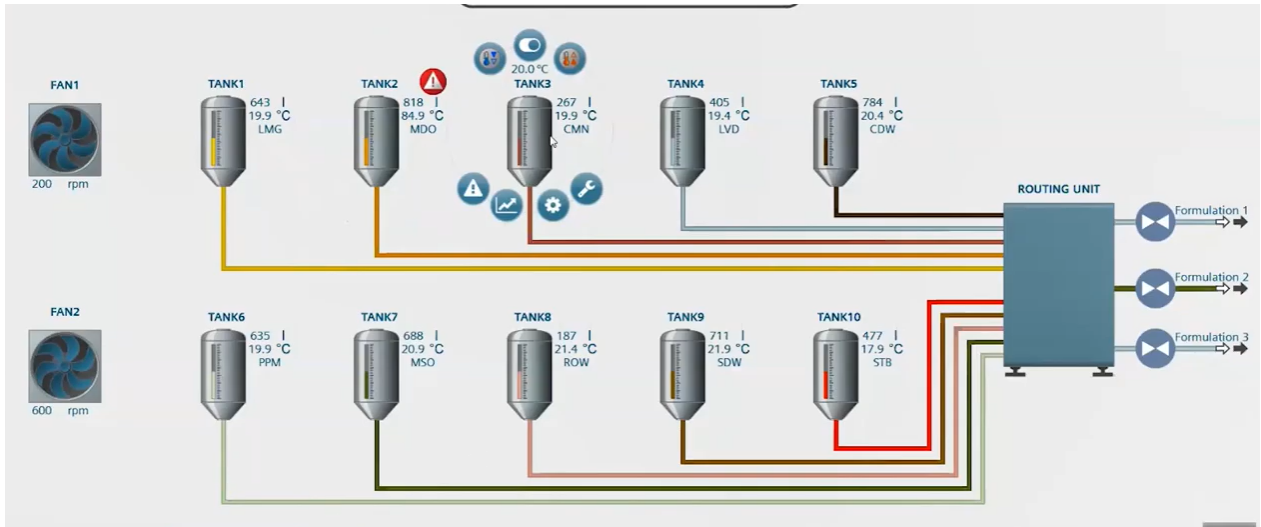 20.0 °C
FAN1
TANK1
TANK2
TANK3
TANK4
TANK5
643 l
19.9 °C
LMG
818 l
84.9 °C
MDO
267 l
19.9 °C
CMN
405 l
19.4 °C
LVD
784 l
20.4 °C
CDW
200 rpm
ROUTING UNIT
Formulation 1
Formulation 2
Formulation 3
FAN2
TANK6
TANK7
TANK8
TANK9
TANK10
635 l
19.9 °C
PPM
688 l
20.9 °C
MSO
187 l
21.4 °C
ROW
711 l
21.9 °C
SDW
477 l
17.9 °C
STB
600 rpm